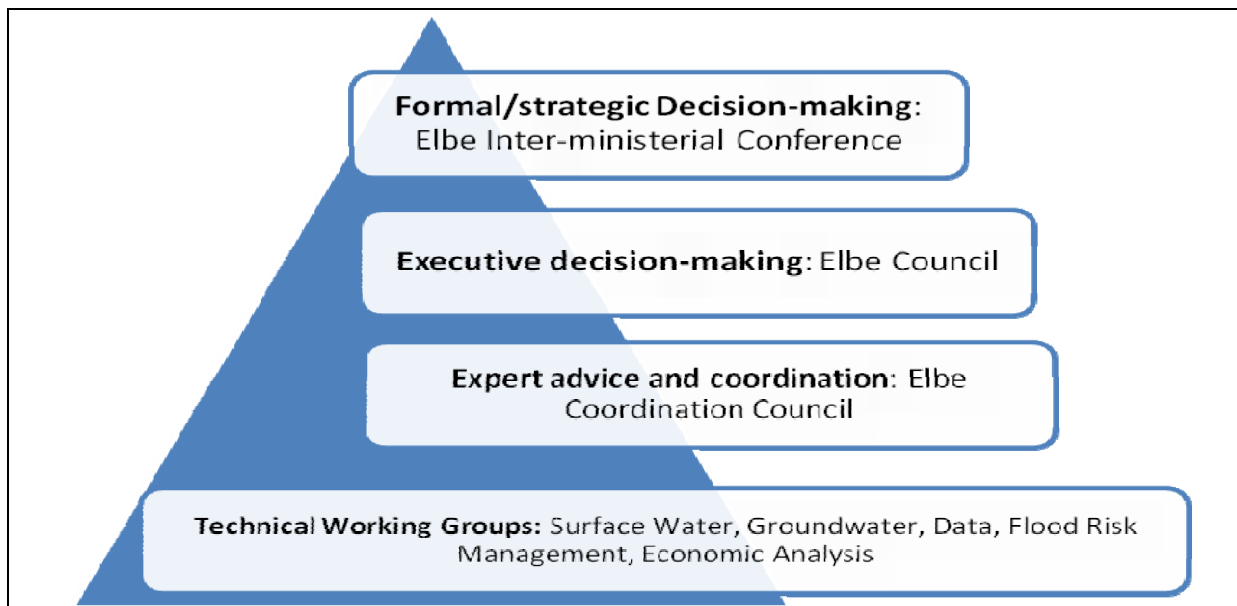 Formal/strategic Decision-making:
Elbe Inter-ministerial Conference
Executive decision-making: Elbe Council
Expert advice and coordination: Elbe
Coordination Council
Technical Working Groups: Surface Water, Groundwater, Data, Flood Risk
Management, Economic Analysis